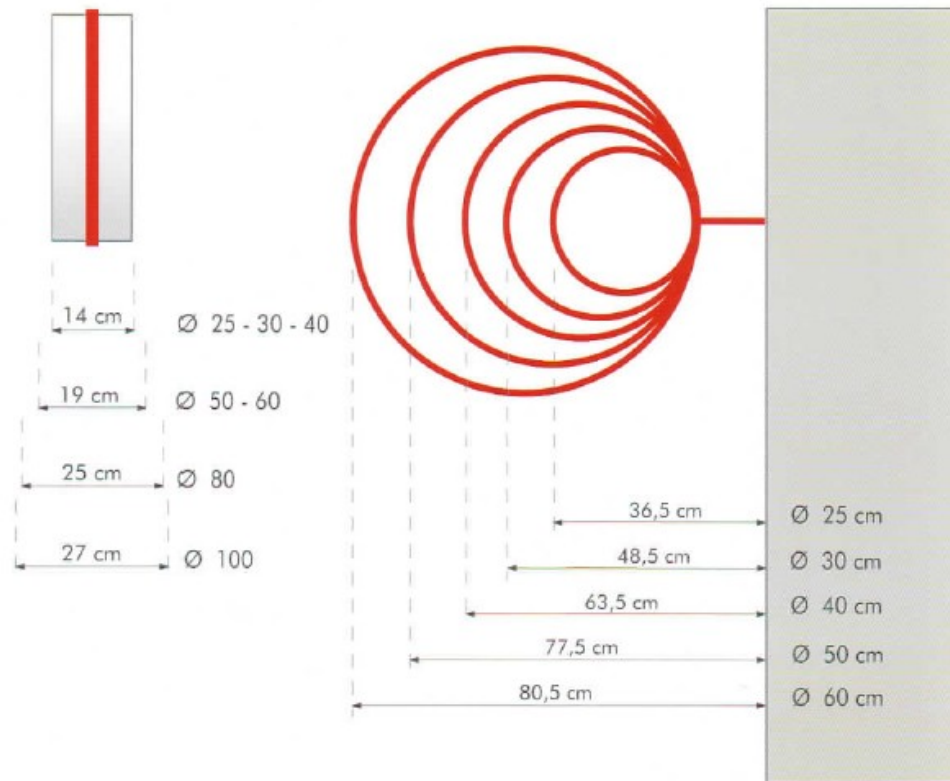 14 cm
Ø 25 - 30 - 40
19 cm
Ø 50 - 60
25 cm
Ø 80
27 cm
Ø 100
36,5 cm
Ø 25 cm
48,5 cm
Ø 30 cm
63,5 cm
Ø 40 cm
77,5 cm
Ø 50 cm
80,5 cm
Ø 60 cm